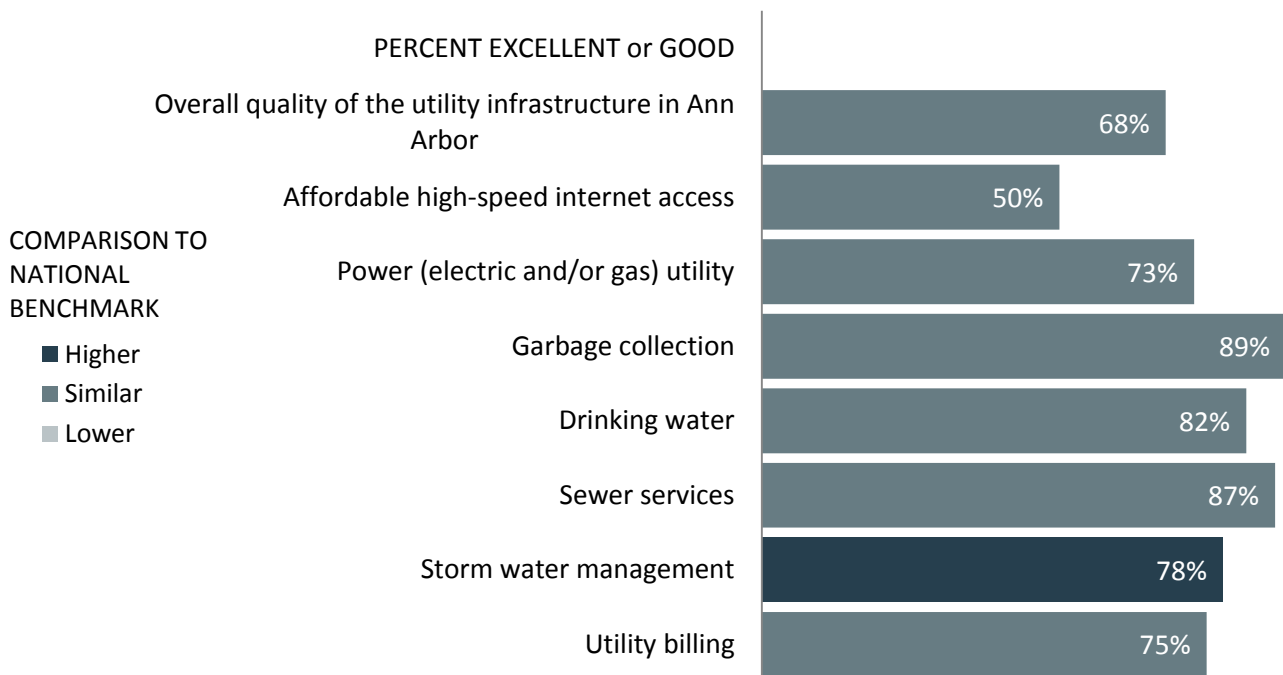 PERCENT EXCELLENT or GOOD
Overall quality of the utility infrastructure in Ann
Arbor
68%
Affordable high-speed internet access
50%
COMPARISON TO
NATIONAL
BENCHMARK
Higher
Similar
Lower
Power (electric and/or gas) utility
73%
Garbage collection
89%
Drinking water
82%
Sewer services
87%
Storm water management
78%
Utility billing
75%